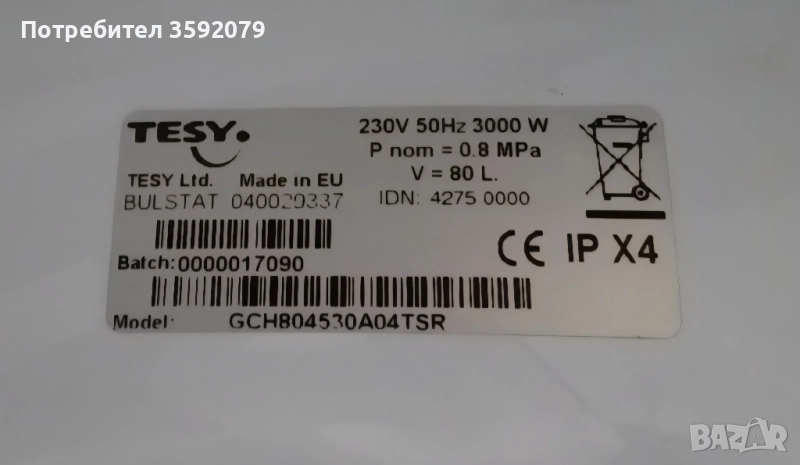 Потребител 3592079
TESY.
TESY Ltd. Made in EU
BULSTAT 040029337
230V 50Hz 3000 W
P nom = 0.8 MPa
V = 80 L.
IDN: 4275 0000
CE IP X4
Batch: 0000017090
Model: GCH804530A04TSR
BAZAR